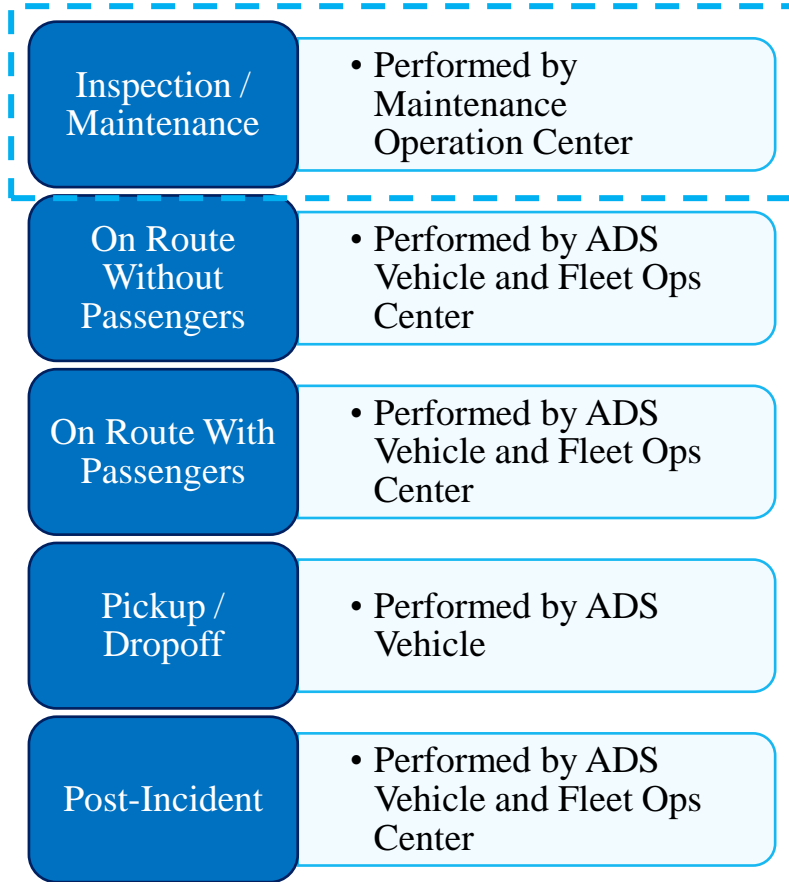 Inspection /
Maintenance
• Performed by
Maintenance
Operation Center
On Route
Without
Passengers
• Performed by ADS
Vehicle and Fleet Ops
Center
On Route With
Passengers
• Performed by ADS
Vehicle and Fleet Ops
Center
Pickup /
Dropoff
• Performed by ADS
Vehicle
Post-Incident
• Performed by ADS
Vehicle and Fleet Ops
Center